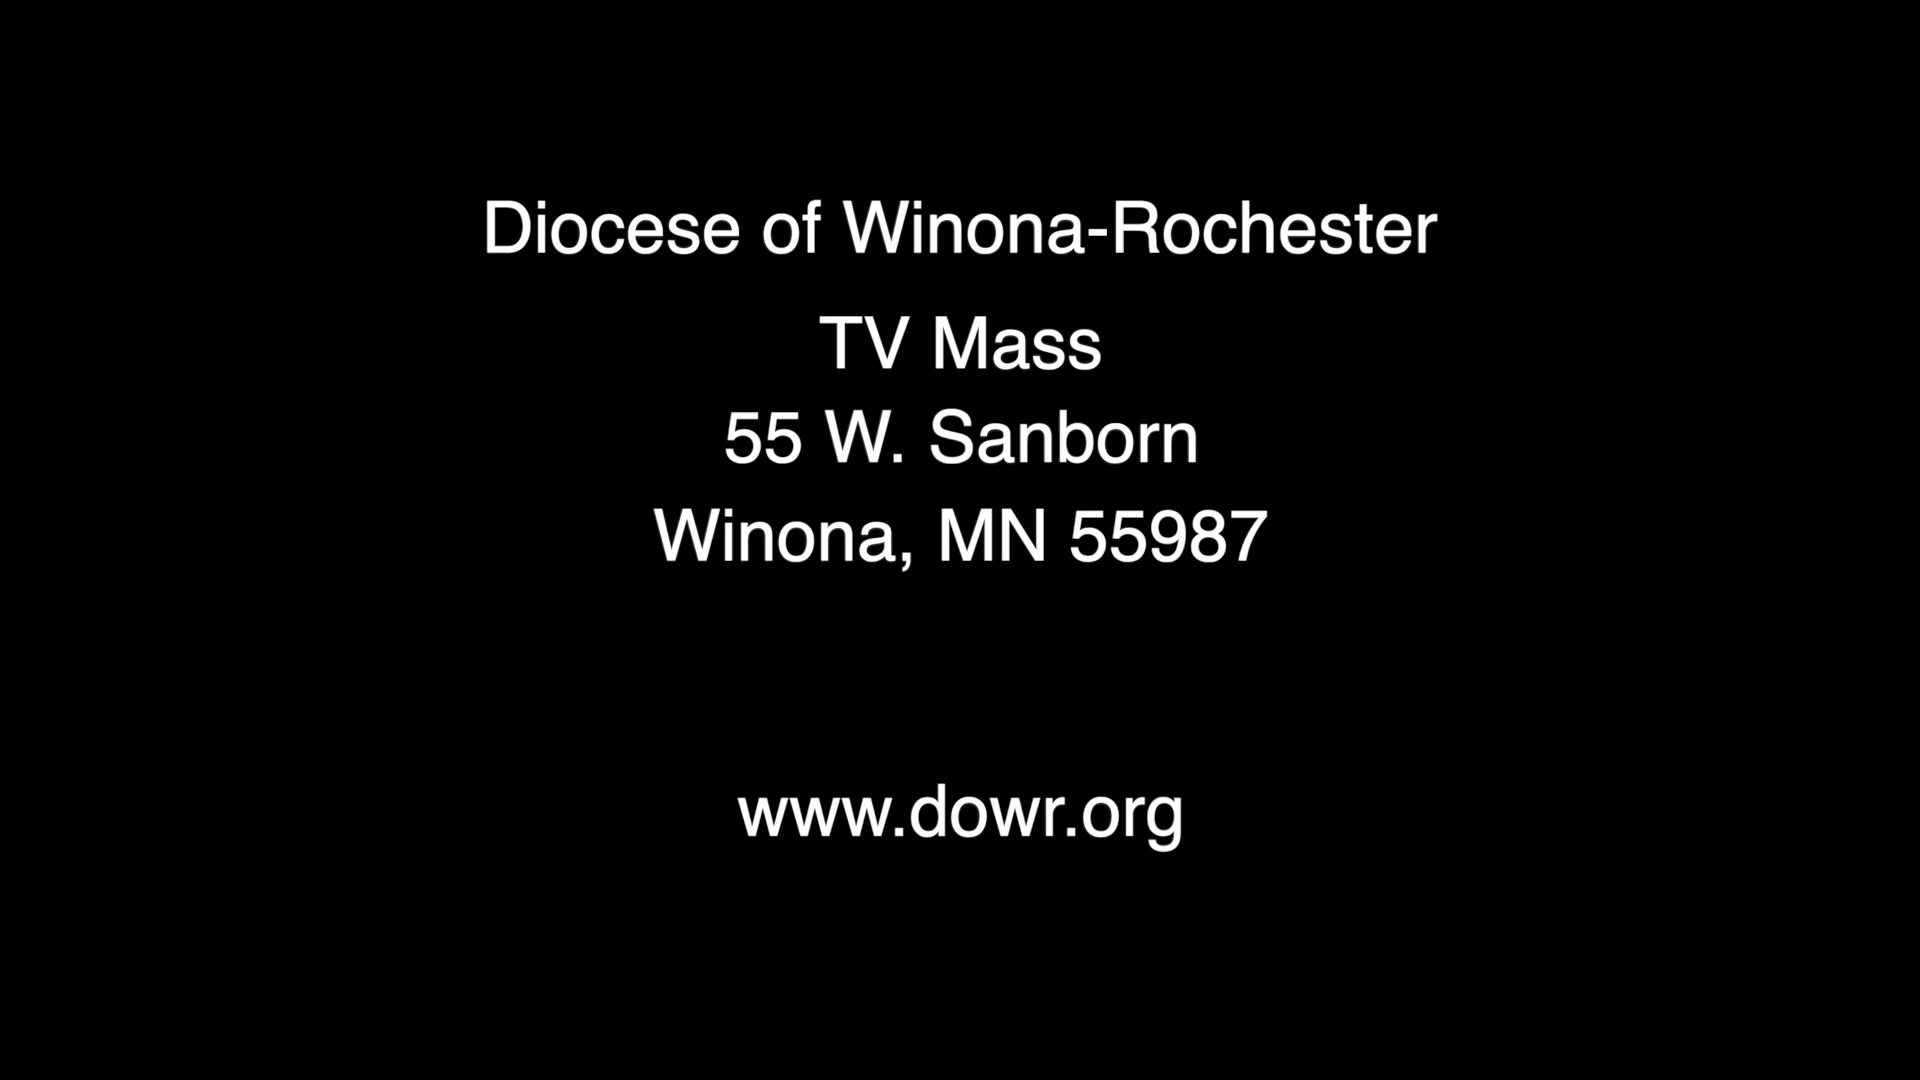 Diocese of Winona-Rochester
TV Mass
55 W. Sanborn
Winona, MN 55987
www.dowr.org